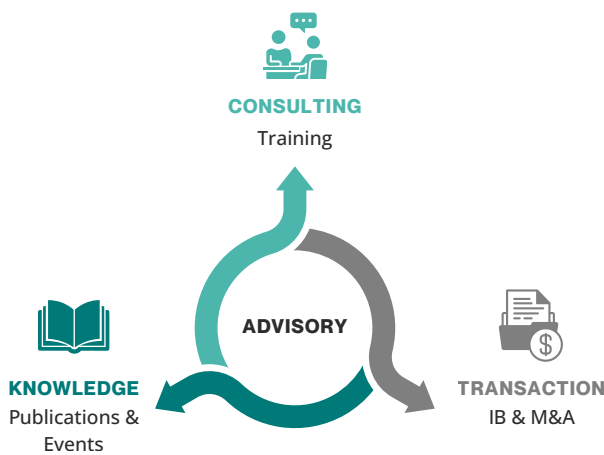 CONSULTING
Training
ADVISORY
KNOWLEDGE
Publications &
Events
TRANSACTION
IB & M&A
$